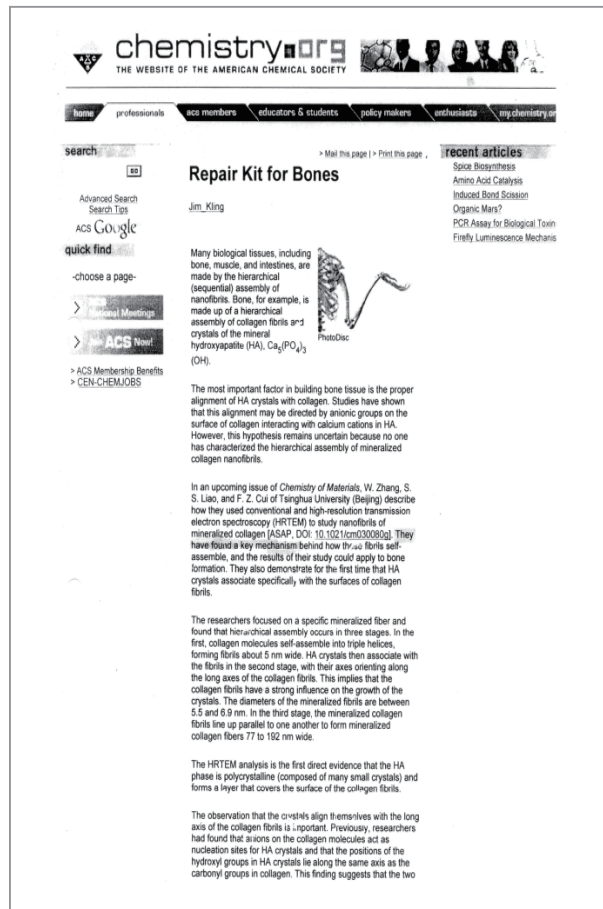 chemistry.org
THE WEBSITE OF THE AMERICAN CHEMICAL SOCIETY
home professionals acs members educators & students policy makers enthusiasts my.chemistry.or
search
GO
Advanced Search
Search Tips
ACS Google
quick find
-choose a page-
> National Meetings
> ACS Now!
> ACS Membership Benefits
> CEN-CHEMJOBS
> Mail this page | > Print this page
Repair Kit for Bones
Jim Kling
Many biological tissues, including
bone, muscle, and intestines, are
made by the hierarchical
(sequential) assembly of
nanofibrils. Bone, for example, is
made up of a hierarchical
assembly of collagen fibrils and
crystals of the mineral
hydroxyapatite (HA), Ca5(PO4)3
(OH).
PhotoDisc
The most important factor in building bone tissue is the proper
alignment of HA crystals with collagen. Studies have shown
that this alignment may be directed by anionic groups on the
surface of collagen interacting with calcium cations in HA.
However, this hypothesis remains uncertain because no one
has characterized the hierarchical assembly of mineralized
collagen nanofibrils.
In an upcoming issue of Chemistry of Materials, W. Zhang, S.
S. Liao, and F. Z. Cui of Tsinghua University (Beijing) describe
how they used conventional and high-resolution transmission
electron spectroscopy (HRTEM) to study nanofibrils of
mineralized collagen [ASAP, DOI: 10.1021/cm030080g]. They
have found a key mechanism behind how these fibrils self-
assemble, and the results of their study could apply to bone
formation. They also demonstrate for the first time that HA
crystals associate specifically with the surfaces of collagen
fibrils.
The researchers focused on a specific mineralized fiber and
found that hierarchical assembly occurs in three stages. In the
first, collagen molecules self-assemble into triple helices,
forming fibrils about 5 nm wide. HA crystals then associate with
the fibrils in the second stage, with their axes orienting along
the long axes of the collagen fibrils. This implies that the
collagen fibrils have a strong influence on the growth of the
crystals. The diameters of the mineralized fibrils are between
5.5 and 6.9 nm. In the third stage, the mineralized collagen
fibrils line up parallel to one another to form mineralized
collagen fibers 77 to 192 nm wide.
The HRTEM analysis is the first direct evidence that the HA
phase is polycrystalline (composed of many small crystals) and
forms a layer that covers the surface of the collagen fibrils.
The observation that the crystals align themselves with the long
axis of the collagen fibrils is important. Previously, researchers
had found that anions on the collagen molecules act as
nucleation sites for HA crystals and that the positions of the
hydroxyl groups in HA crystals lie along the same axis as the
carbonyl groups in collagen. This finding suggests that the two
recent articles
Spice Biosynthesis
Amino Acid Catalysis
Induced Bond Scission
Organic Mars?
PCR Assay for Biological Toxin
Firefly Luminescence Mechanis